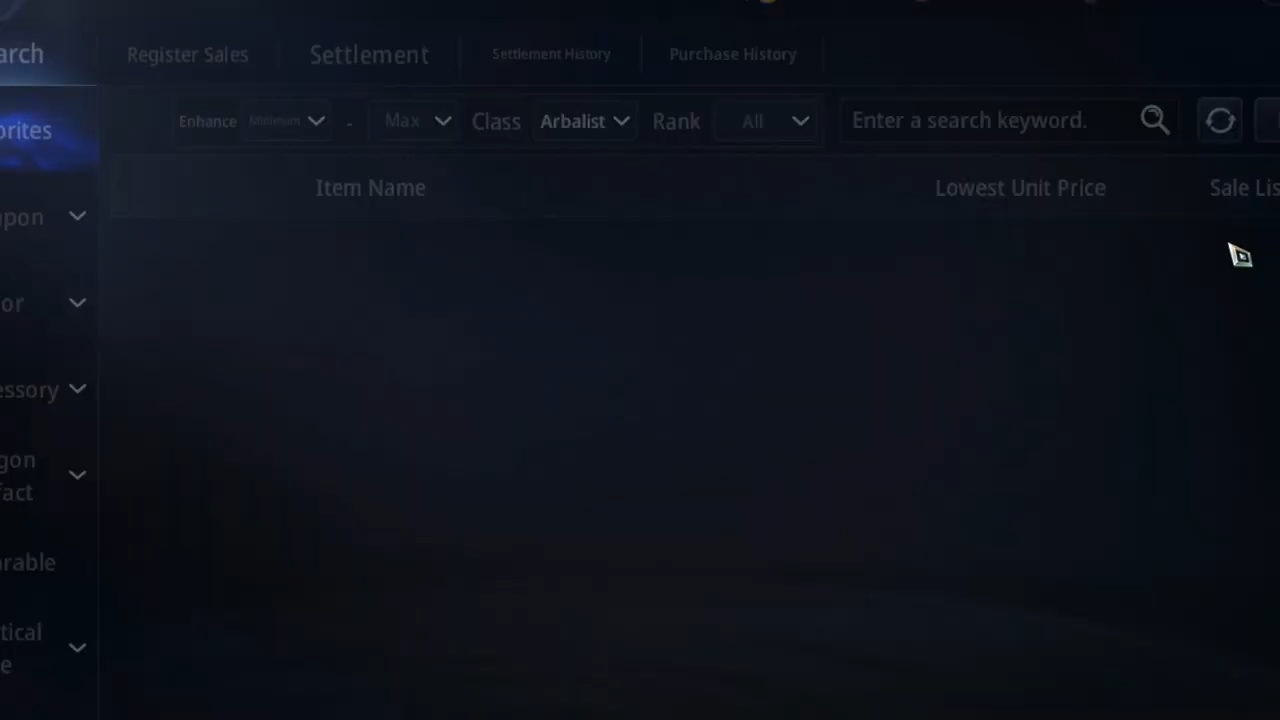 arch Register Sales Settlement Settlement History Purchase History
orites
Enhance Minimum - Max Class Arbalist Rank All Enter a search keyword.
Item Name Lowest Unit Price Sale Lis
apon
or
essory
gon
fact
arable
tical
e